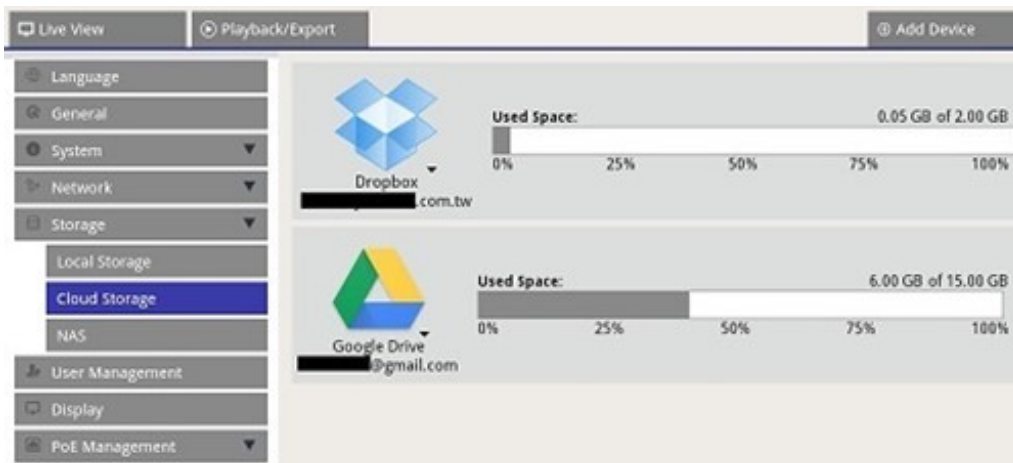 Live View
Playback/Export
Add Device
Language
General
System
Network
Storage
Local Storage
Cloud Storage
NAS
User Management
Display
PoE Management
Used Space: 0.05 GB of 2.00 GB
0% 25% 50% 75% 100%
Dropbox
.com.tw
Used Space: 6.00 GB of 15.00 GB
0% 25% 50% 75% 100%
Google Drive
@gmail.com